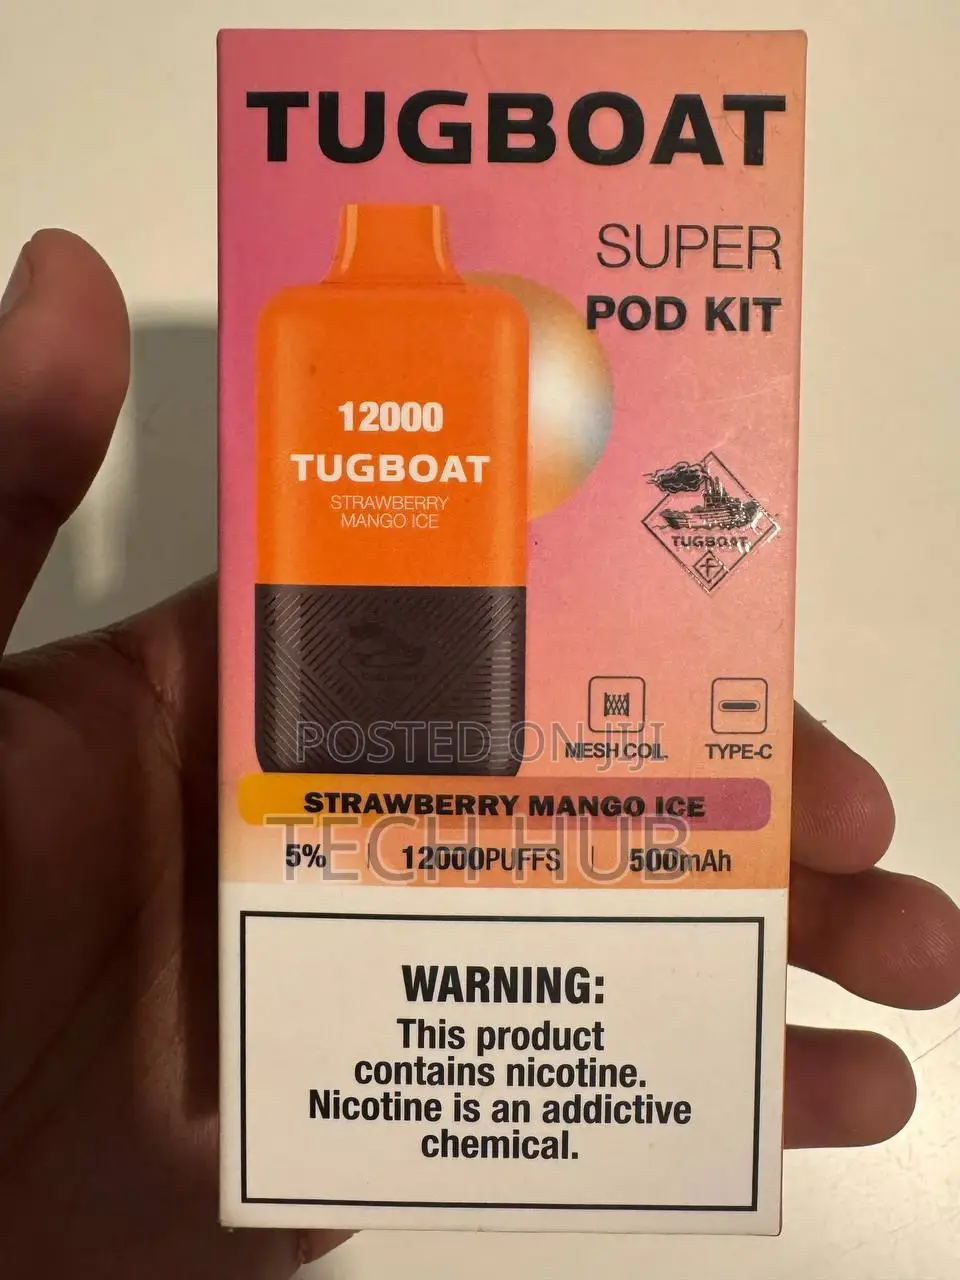 TUGBOAT
SUPER
POD KIT
12000
TUGBOAT
STRAWBERRY
MANGO ICE
TUGBOAT
MESH COIL
TYPE-C
POSTED ON JIJI
STRAWBERRY MANGO ICE
TECH HUB
5% | 12000PUFFS | 500mAh
WARNING:
This product
contains nicotine.
Nicotine is an addictive
chemical.